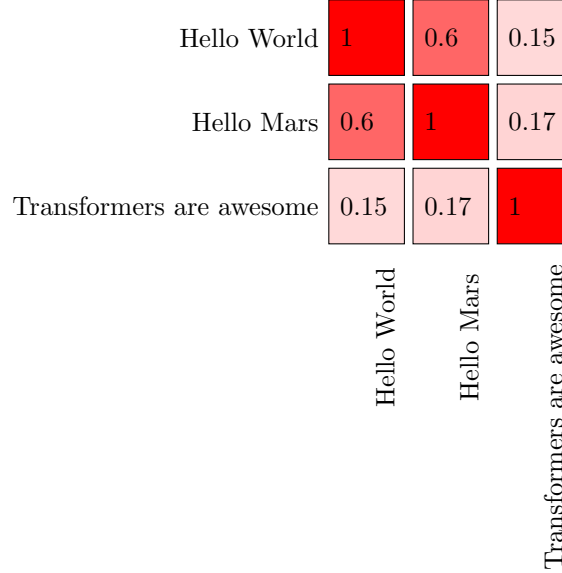 Hello World 1 0.6 0.15
Hello Mars 0.6 1 0.17
Transformers are awesome 0.15 0.17 1
Hello World
Hello Mars
Transformers are awesome